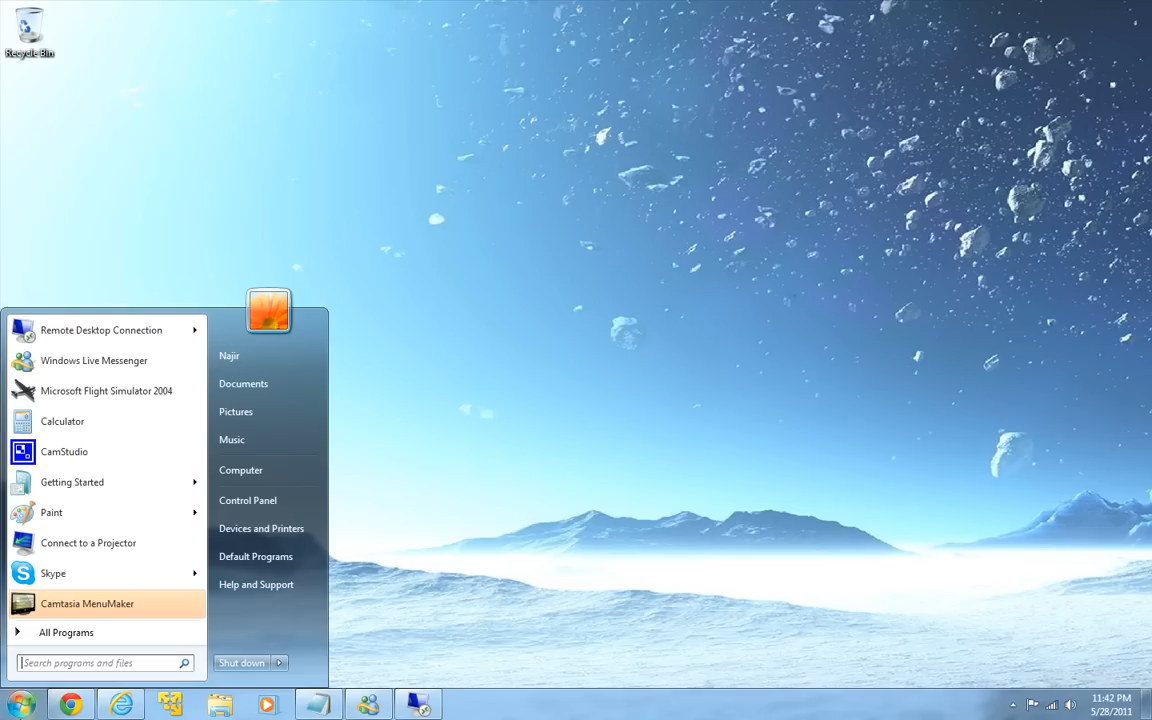 Recycle Bin
Remote Desktop Connection
Windows Live Messenger
Microsoft Flight Simulator 2004
Calculator
CamStudio
Getting Started
Paint
Connect to a Projector
Skype
Camtasia MenuMaker
All Programs
Search programs and files
Najir
Documents
Pictures
Music
Computer
Control Panel
Devices and Printers
Default Programs
Help and Support
Shut down
11:42 PM
5/28/2011